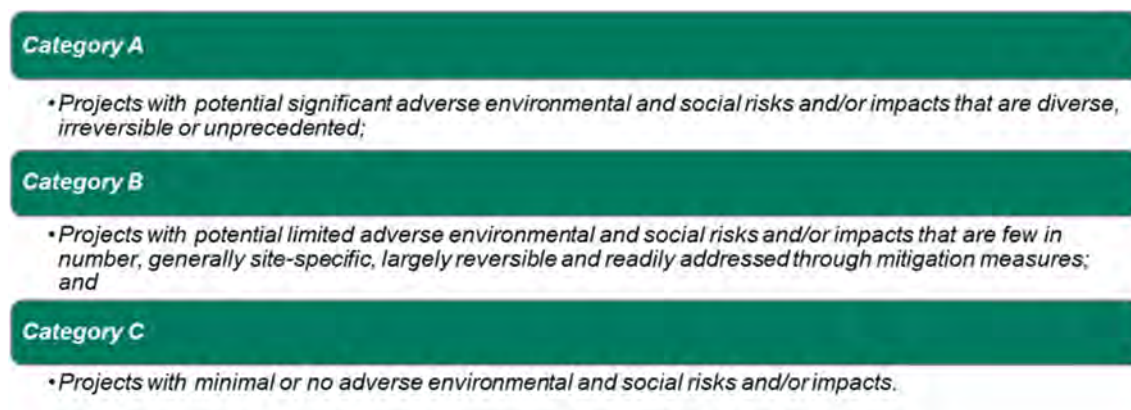 Category A
•Projects with potential significant adverse environmental and social risks and/or impacts that are diverse,
irreversible or unprecedented;
Category B
•Projects with potential limited adverse environmental and social risks and/or impacts that are few in
number, generally site-specific, largely reversible and readily addressed through mitigation measures;
and
Category C
•Projects with minimal or no adverse environmental and social risks and/or impacts.